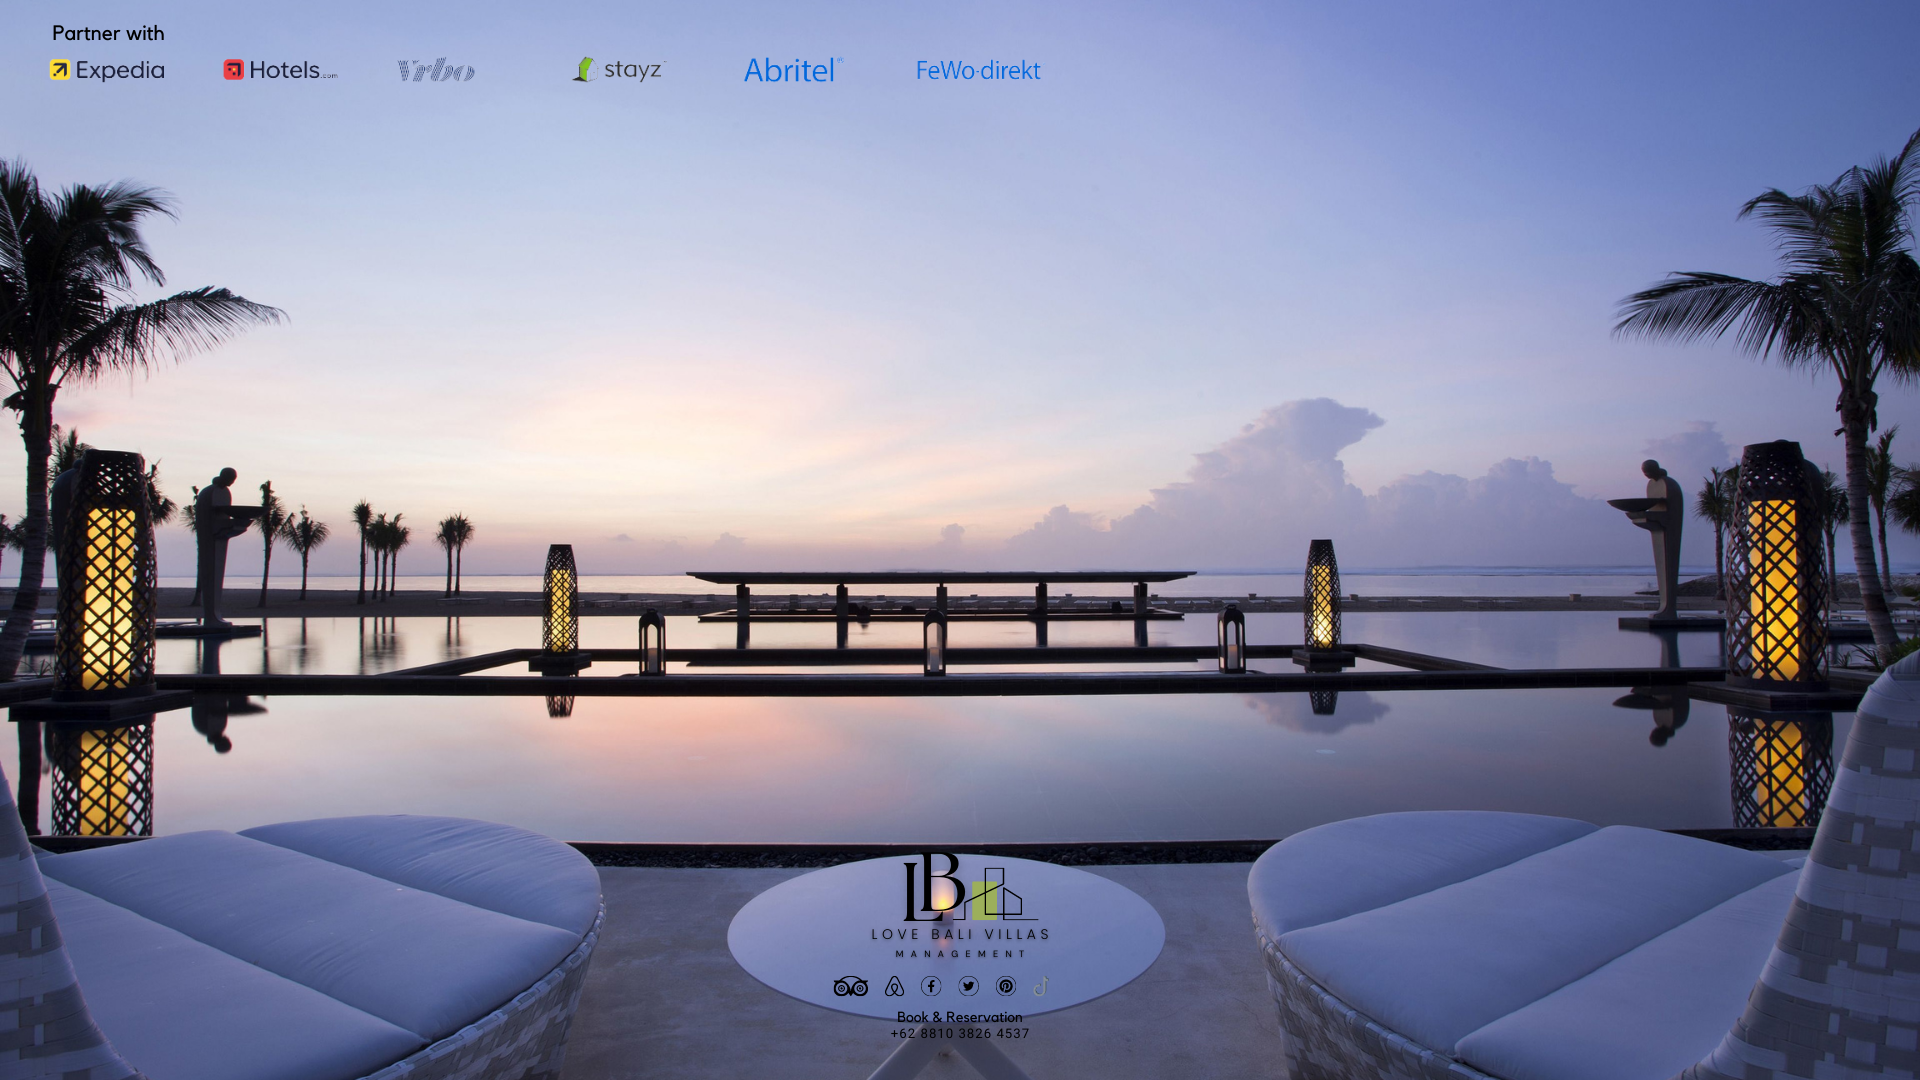 Partner with
Expedia Hotels.com Vrbo stayz Abritel FeWo-direkt
LB
LOVE BALI VILLAS
MANAGEMENT
Book & Reservation
+62 8810 3826 4537